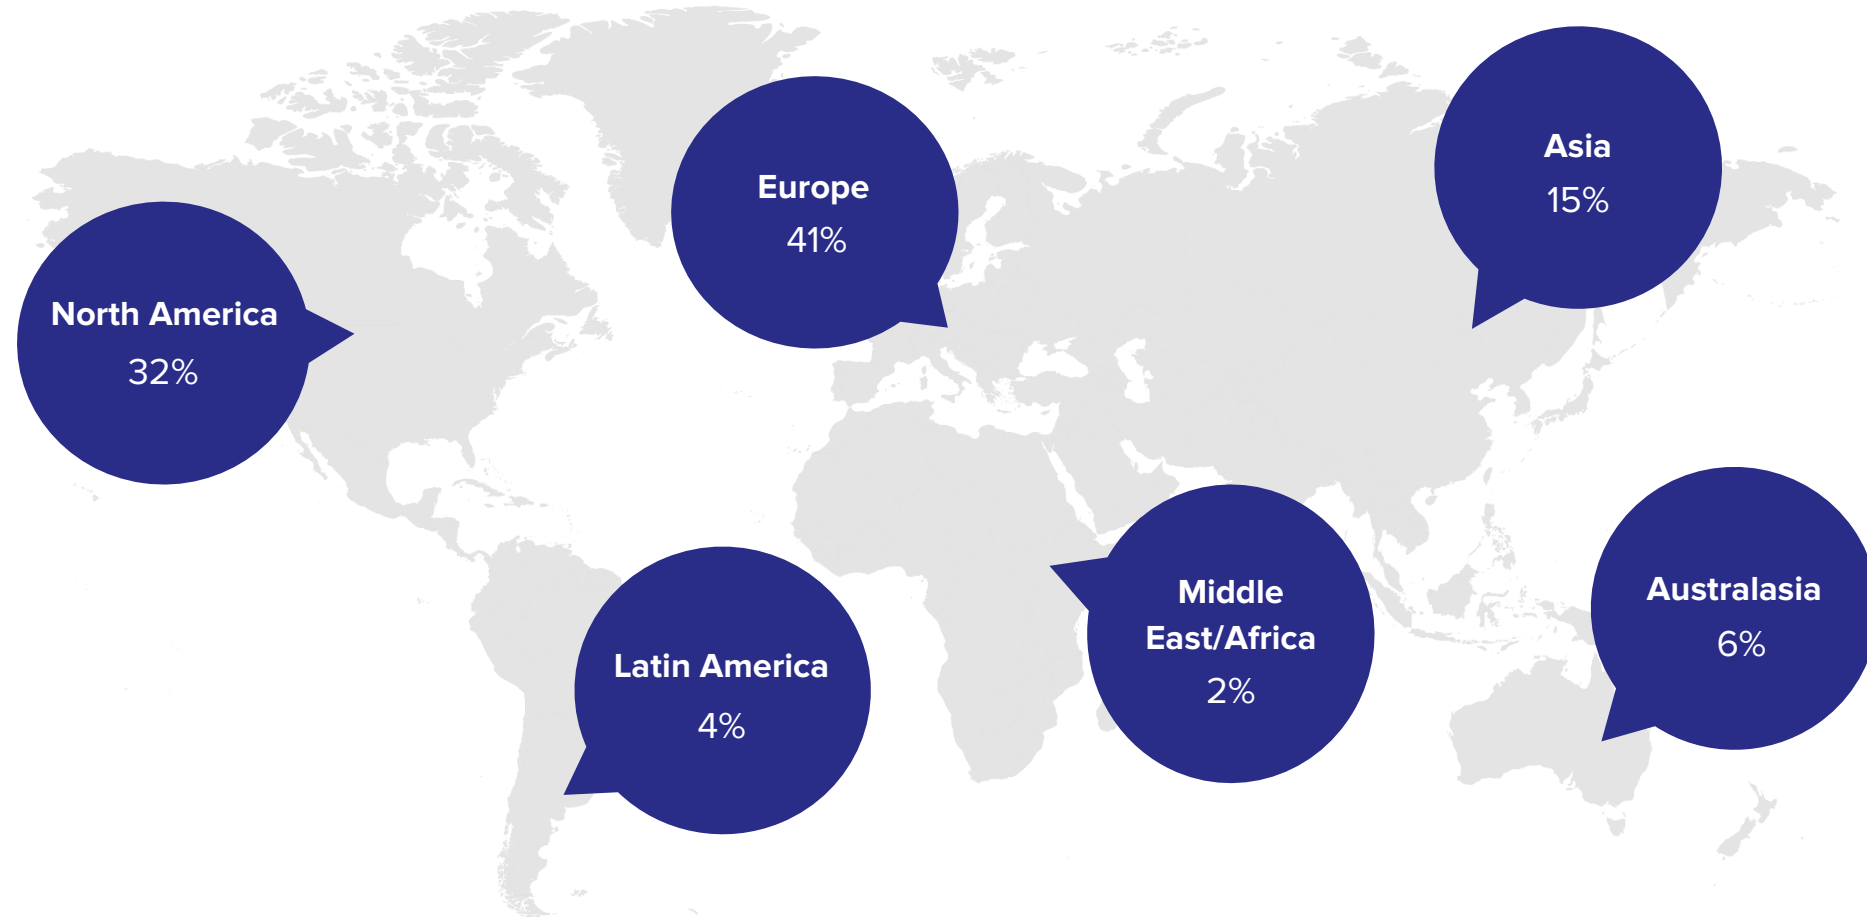 North America
32%
Europe
41%
Asia
15%
Latin America
4%
Middle
East/Africa
2%
Australasia
6%